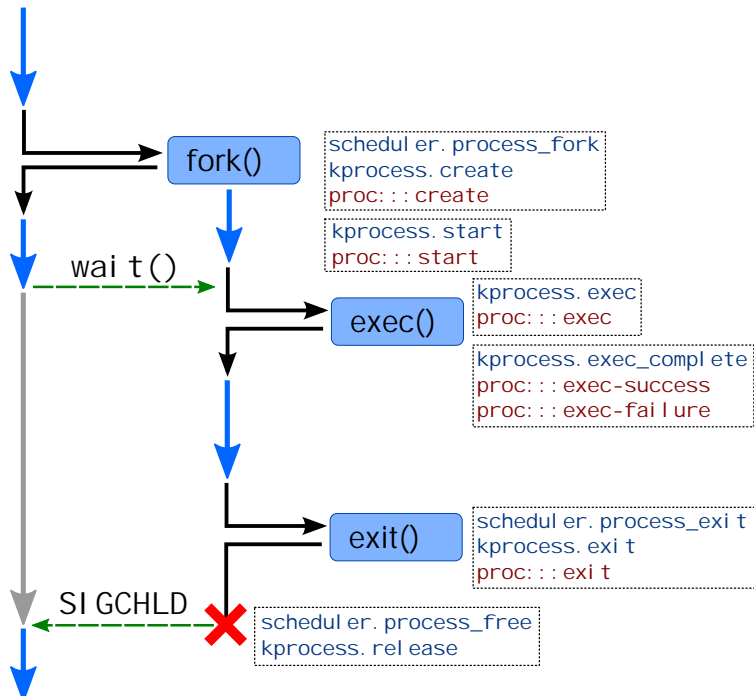 fork()
scheduler.process_fork
kprocess.create
proc:::create
kprocess.start
proc:::start
wait()
exec()
kprocess.exec
proc:::exec
kprocess.exec_complete
proc:::exec-success
proc:::exec-failure
exit()
scheduler.process_exit
kprocess.exit
proc:::exit
SIGCHLD
scheduler.process_free
kprocess.release